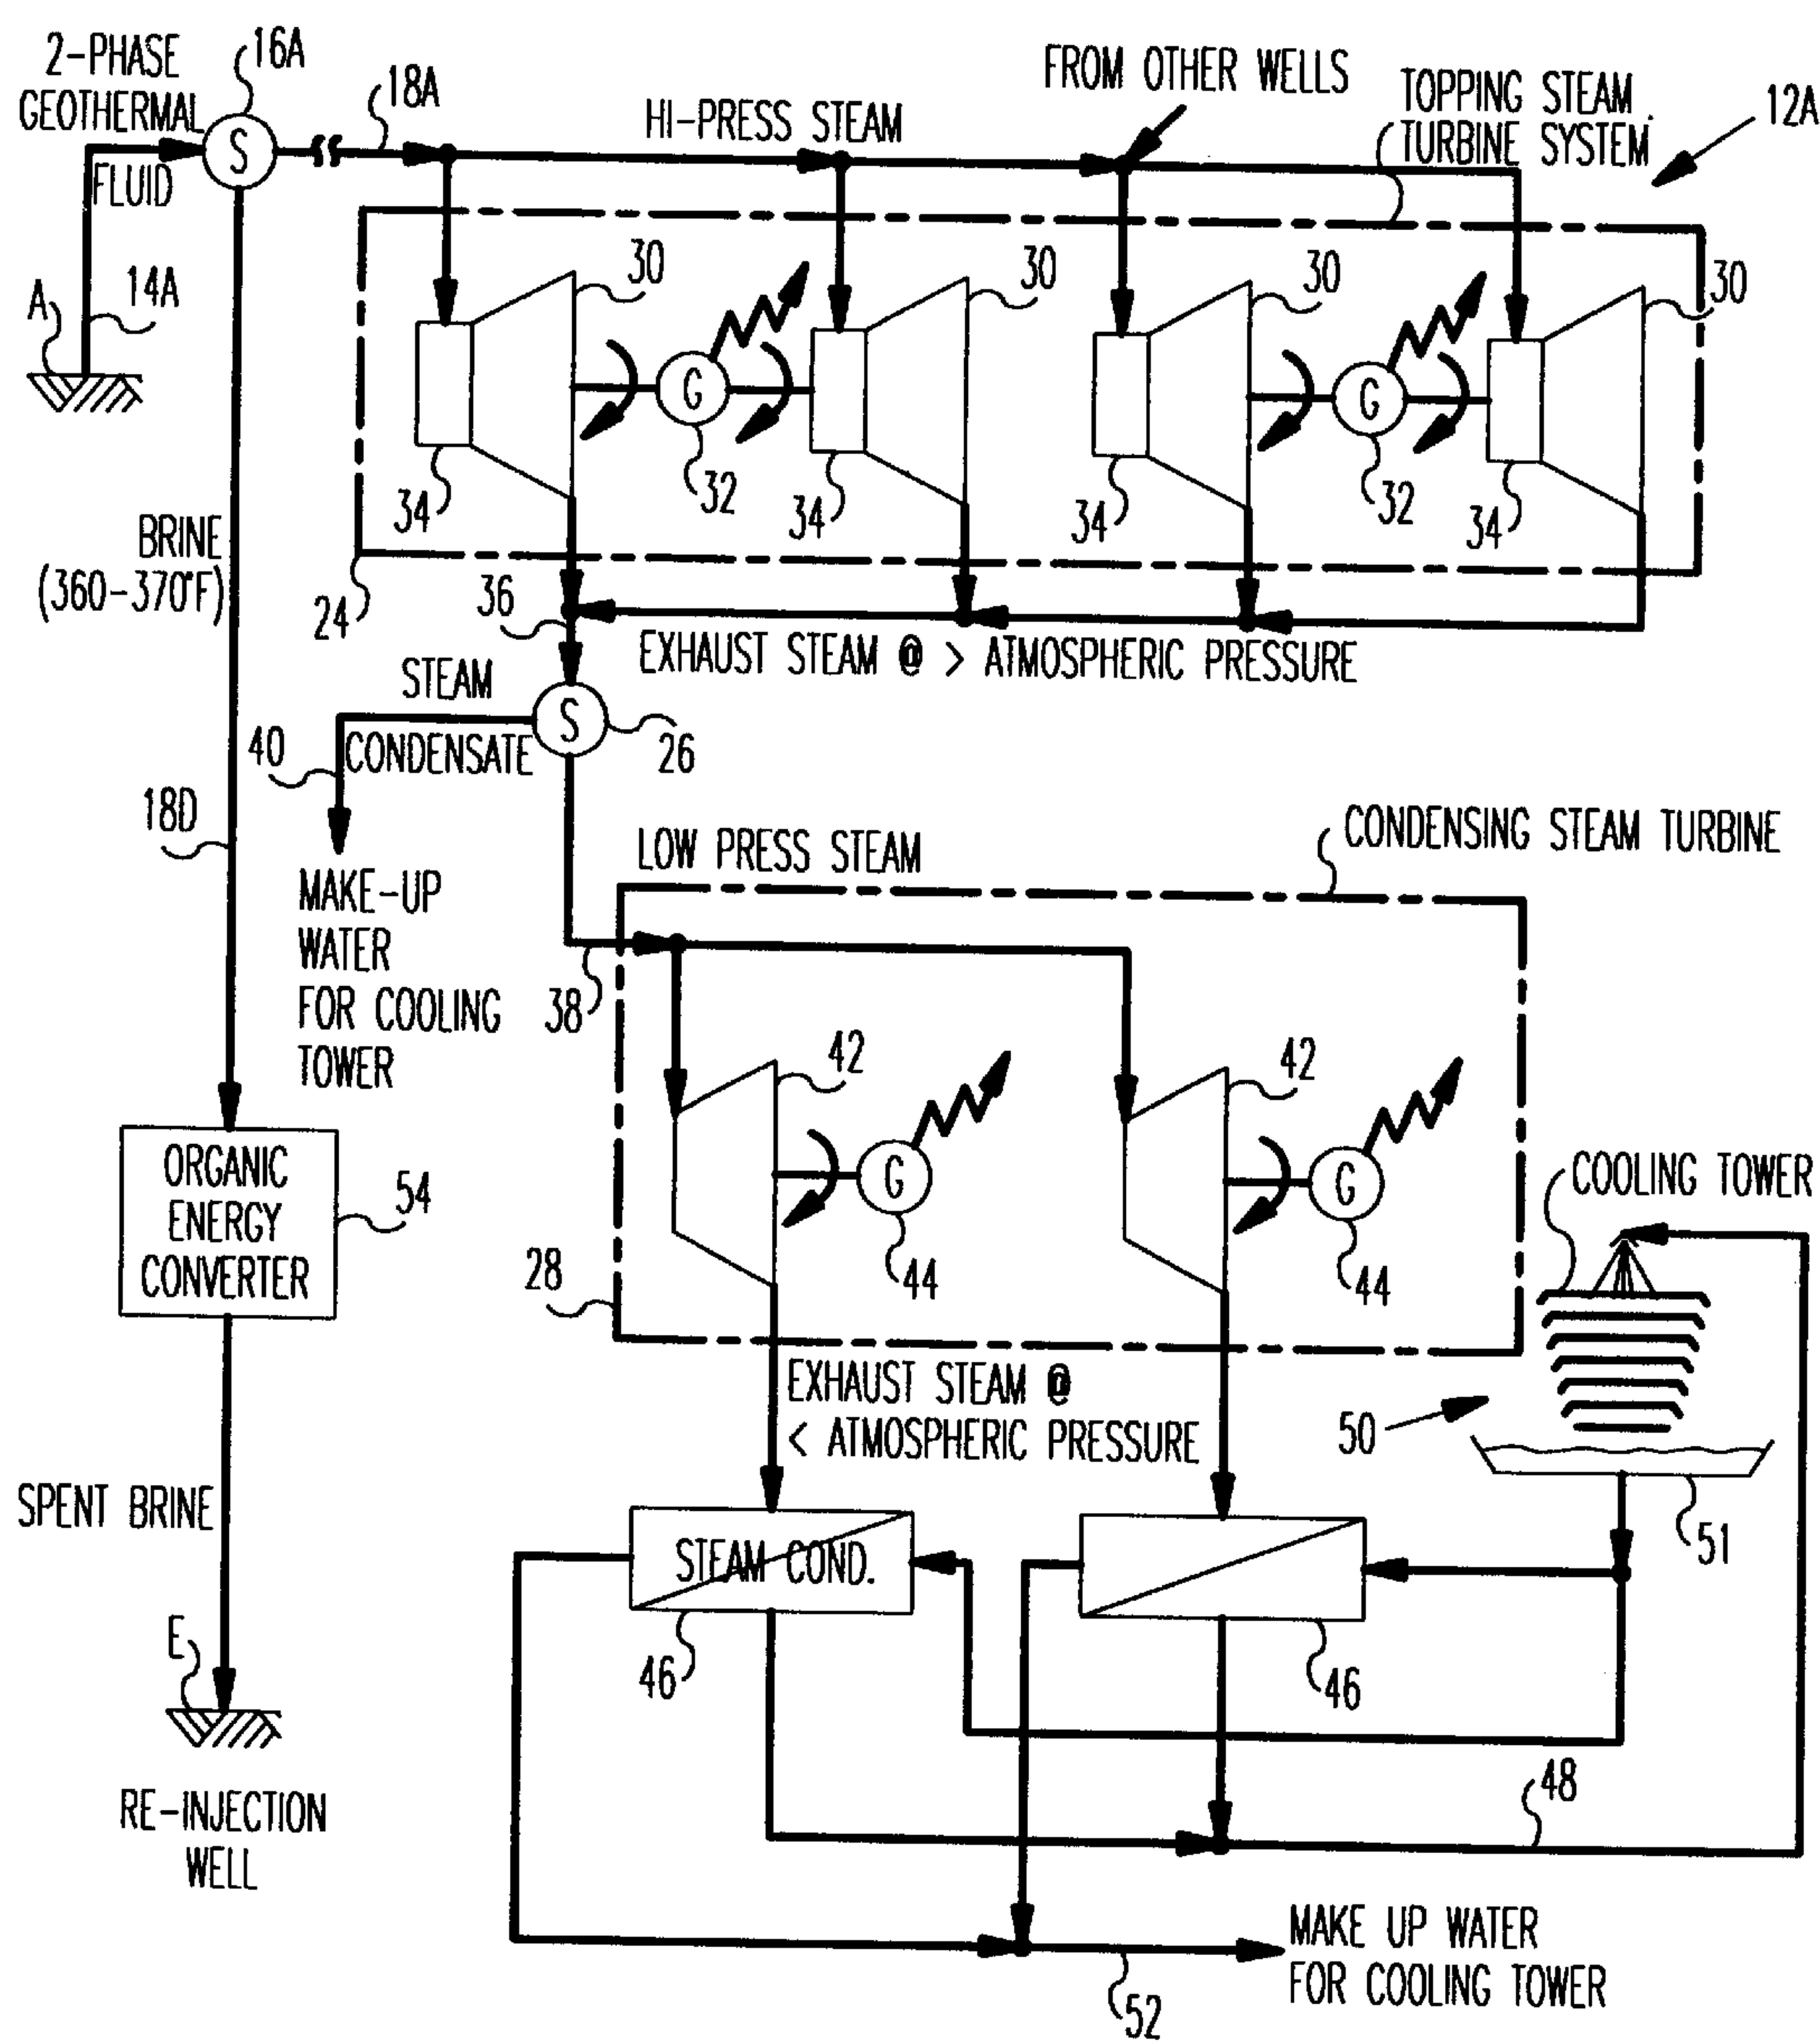 2-PHASE
GEOTHERMAL
FLUID
16A
S
18A
HI-PRESS STEAM
FROM OTHER WELLS
TOPPING STEAM
TURBINE SYSTEM
12A
A
14A
30
30
30
30
G
G
34
32
34
34
32
34
BRINE
(360-370°F)
24
36
EXHAUST STEAM @ > ATMOSPHERIC PRESSURE
STEAM
CONDENSATE
S
26
40
18D
MAKE-UP
WATER
FOR COOLING
TOWER
LOW PRESS STEAM
CONDENSING STEAM TURBINE
38
42
42
G
G
44
44
28
ORGANIC
ENERGY
CONVERTER
54
COOLING TOWER
EXHAUST STEAM @
< ATMOSPHERIC PRESSURE
50
51
SPENT BRINE
STEAM COND.
46
46
E
RE-INJECTION
WELL
48
MAKE UP WATER
FOR COOLING TOWER
52